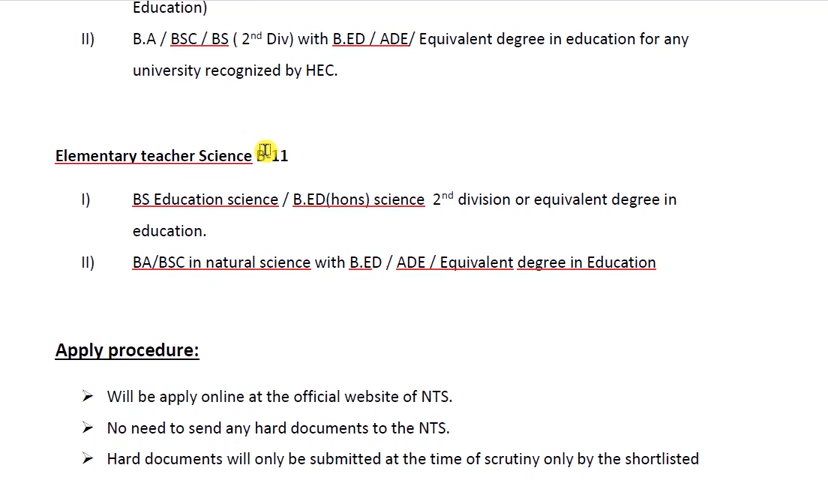 Education)
II) B.A / BSC / BS ( 2nd Div) with B.ED / ADE/ Equivalent degree in education for any
university recognized by HEC.
Elementary teacher Science B-11
I) BS Education science / B.ED(hons) science 2nd division or equivalent degree in
education.
II) BA/BSC in natural science with B.ED / ADE / Equivalent degree in Education
Apply procedure:
➢ Will be apply online at the official website of NTS.
➢ No need to send any hard documents to the NTS.
➢ Hard documents will only be submitted at the time of scrutiny only by the shortlisted